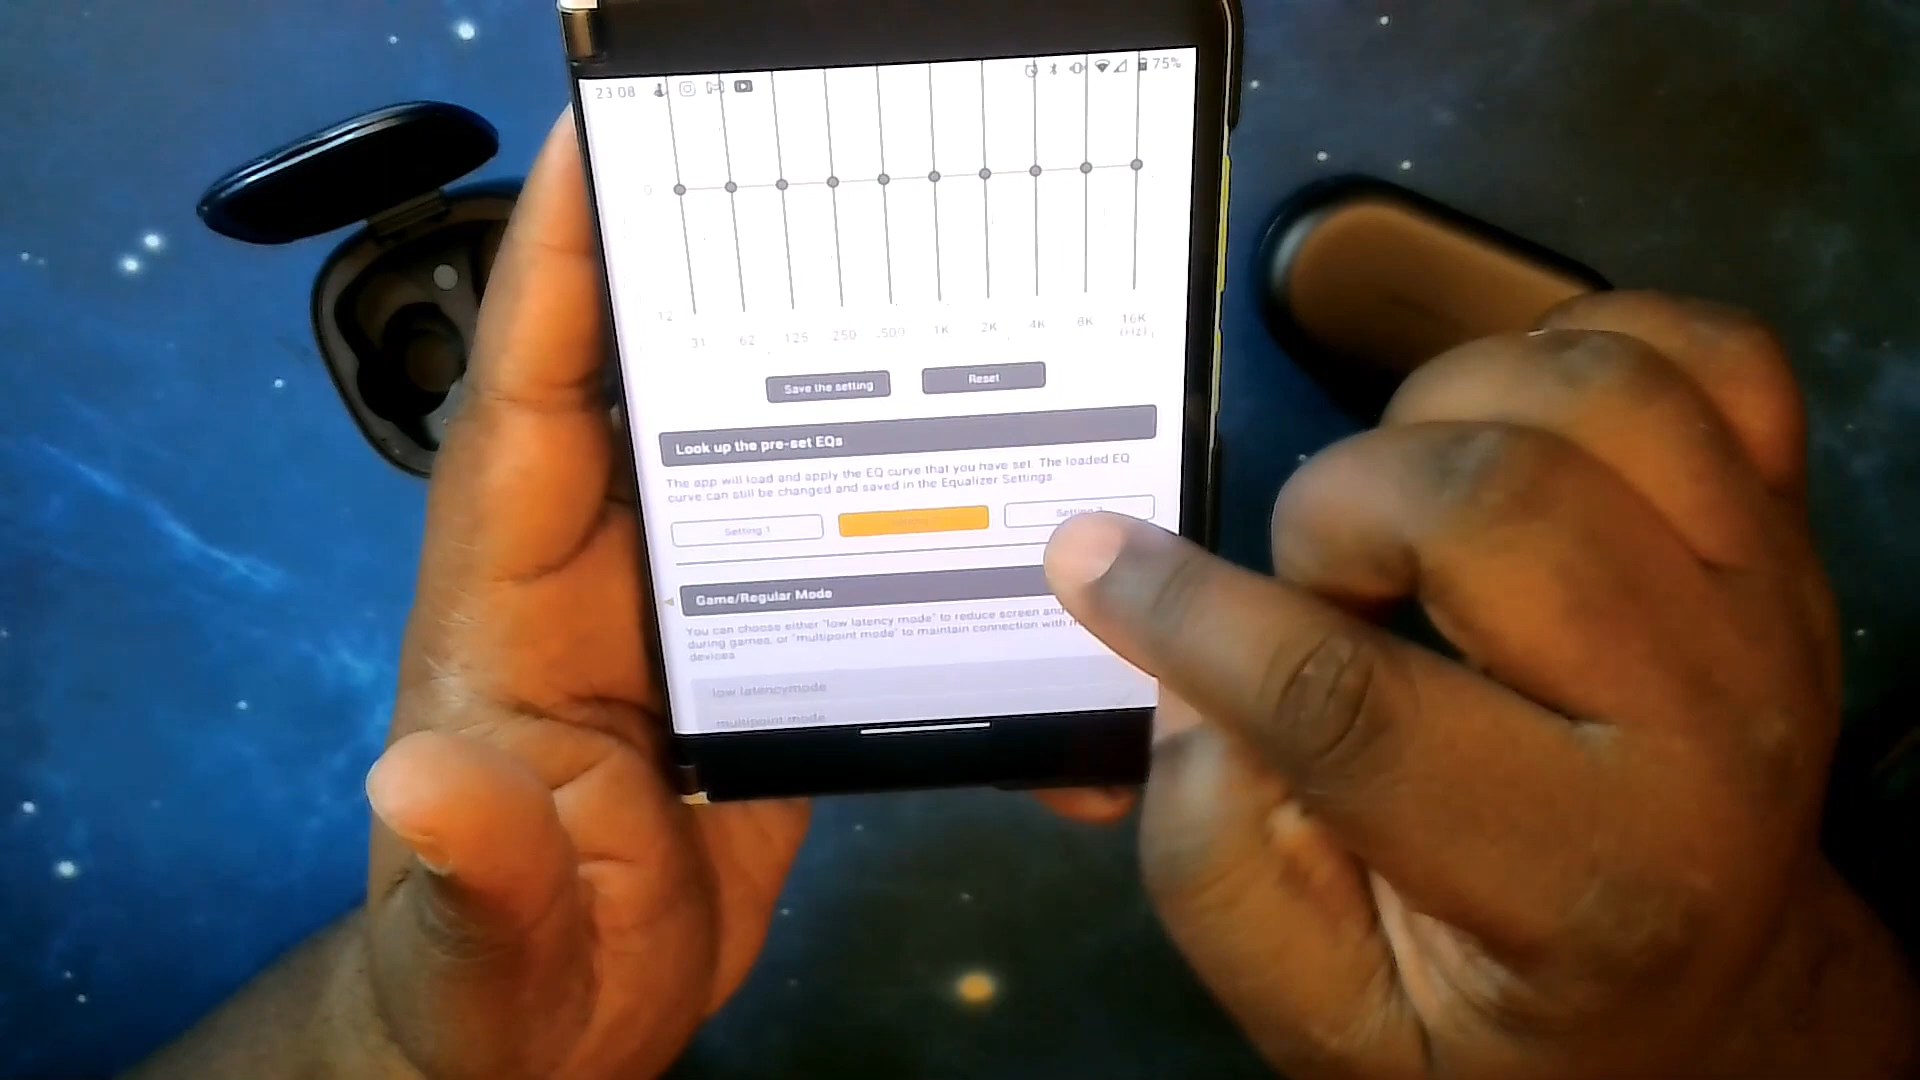 23 08 75%
0
12
31 62 125 250 500 1K 2K 4K 8K 16K
(Hz)
Save the setting Reset
Look up the pre-set EQs
The app will load and apply the EQ curve that you have set. The loaded EQ
curve can still be changed and saved in the Equalizer Settings
Setting 1 Setting
Game/Regular Mode
You can choose either "low latency mode" to reduce screen and
during games, or "multipoint mode" to maintain connection with
devices
low latencymode
multipoint mode